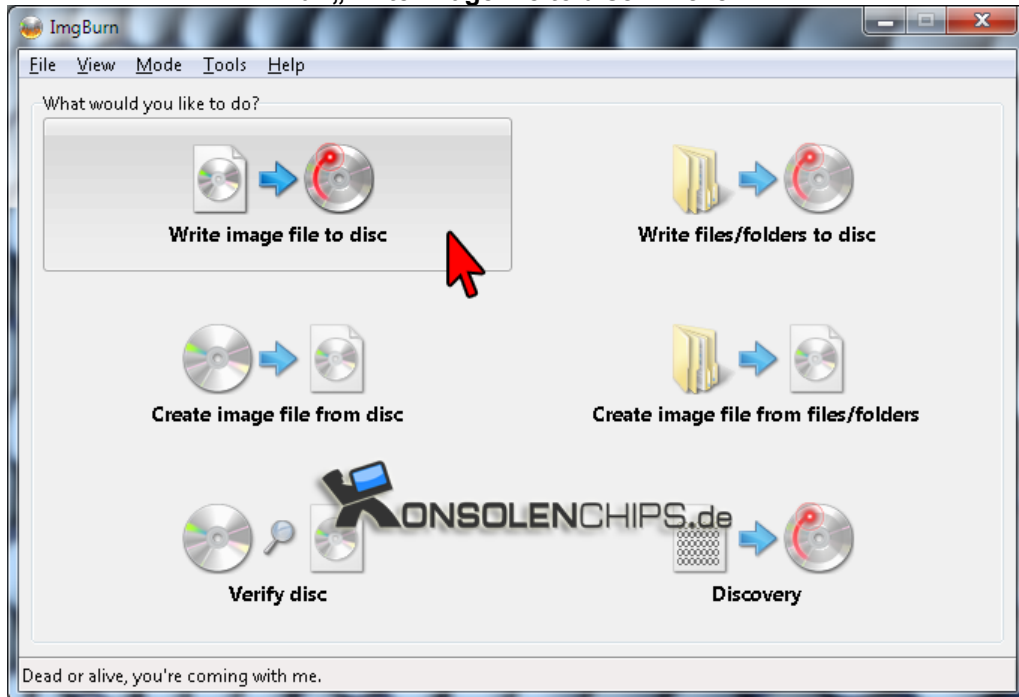 ImgBurn
File View Mode Tools Help
What would you like to do?
Write image file to disc
Write files/folders to disc
Create image file from disc
Create image file from files/folders
KONSOLENCHIPS.de
Verify disc
Discovery
Dead or alive, you're coming with me.